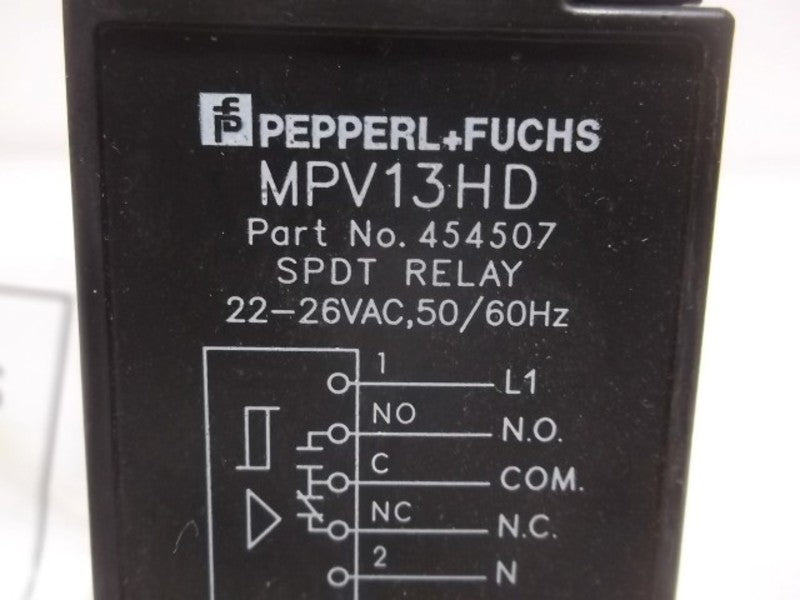 PEPPERL+FUCHS
MPV13HD
Part No. 454507
SPDT RELAY
22-26VAC,50/60Hz
1 L1
NO N.O.
C COM.
NC N.C.
2 N